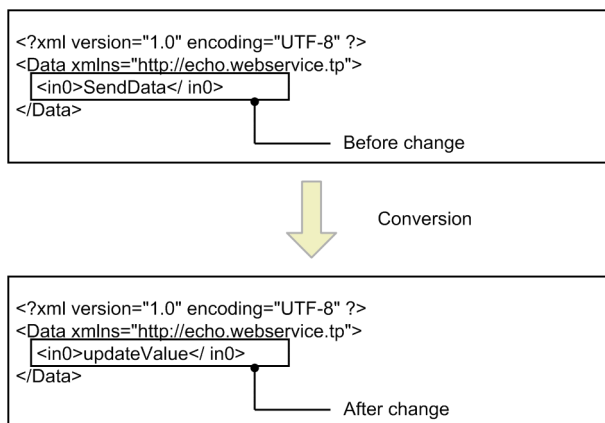 <?xml version="1.0" encoding="UTF-8" ?>
<Data xmlns="http://echo.webservice.tp">
<in0>SendData</ in0>
</Data>
Before change
Conversion
<?xml version="1.0" encoding="UTF-8" ?>
<Data xmlns="http://echo.webservice.tp">
<in0>updateValue</ in0>
</Data>
After change